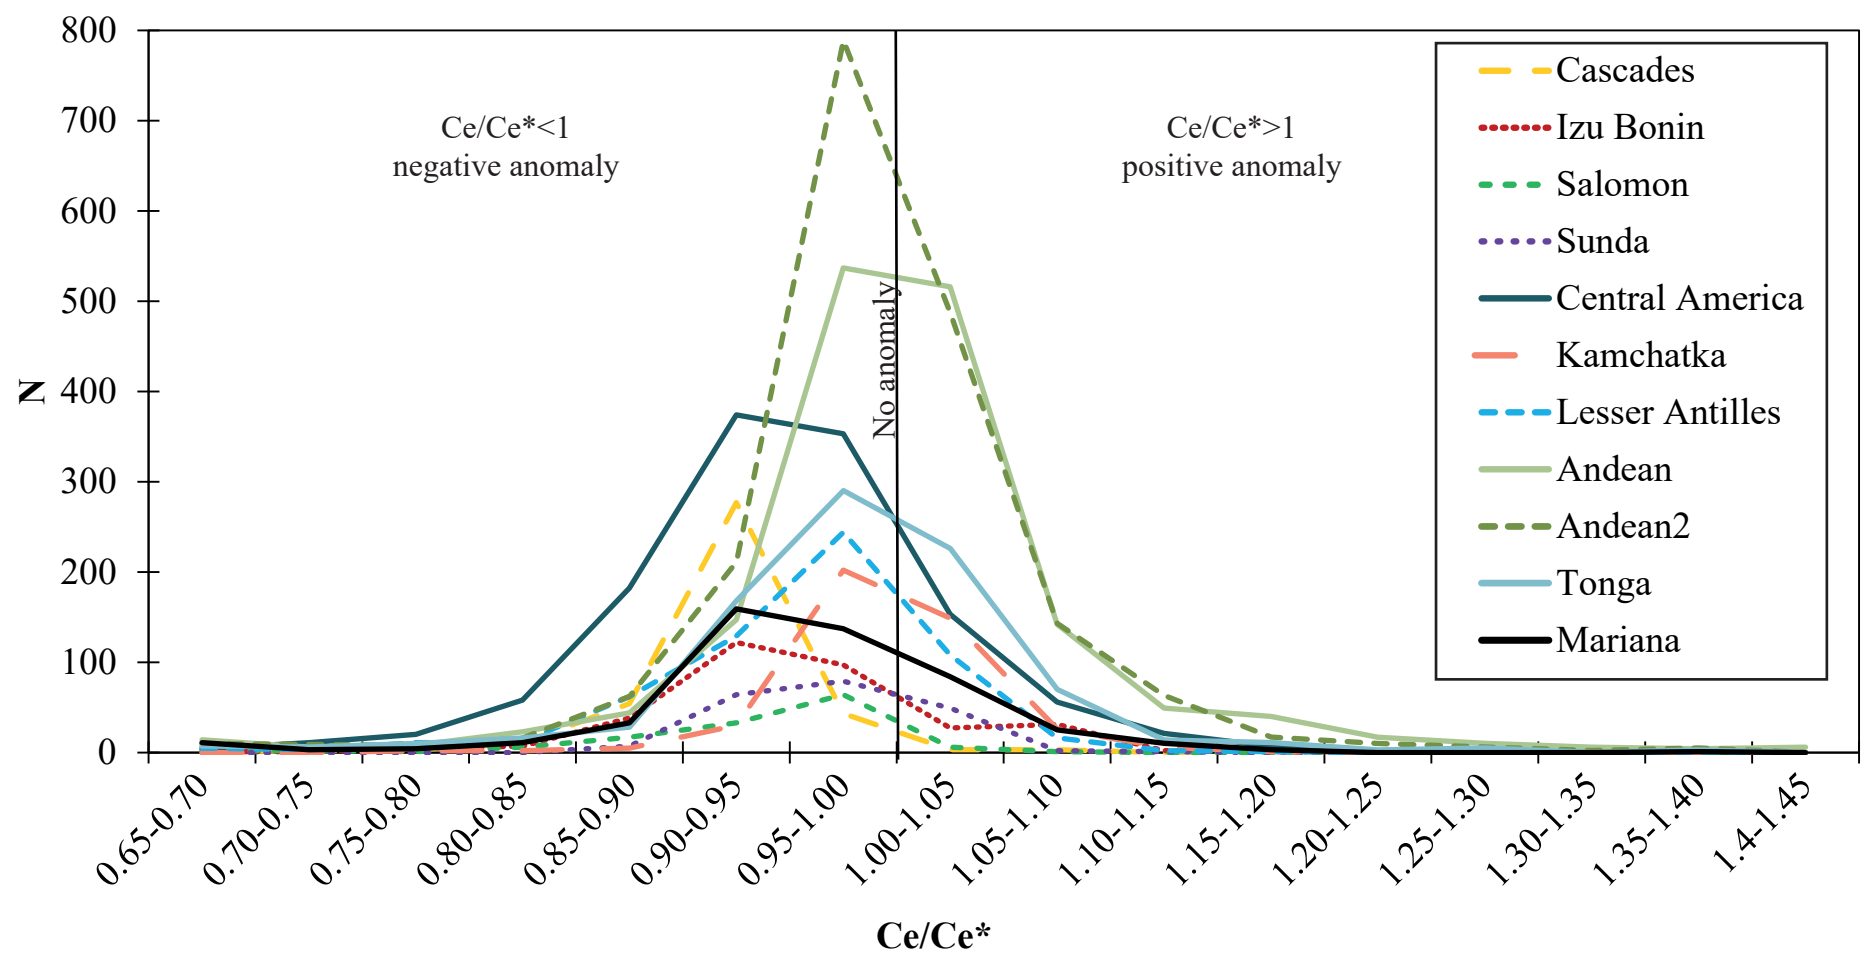 800
700
600
500
400
300
200
100
0
N
Ce/Ce*<1
negative anomaly
No anomaly
Ce/Ce*>1
positive anomaly
Cascades
Izu Bonin
Salomon
Sunda
Central America
Kamchatka
Lesser Antilles
Andean
Andean2
Tonga
Mariana
0.65-0.70
0.70-0.75
0.75-0.80
0.80-0.85
0.85-0.90
0.90-0.95
0.95-1.00
1.00-1.05
1.05-1.10
1.10-1.15
1.15-1.20
1.20-1.25
1.25-1.30
1.30-1.35
1.35-1.40
1.4-1.45
Ce/Ce*